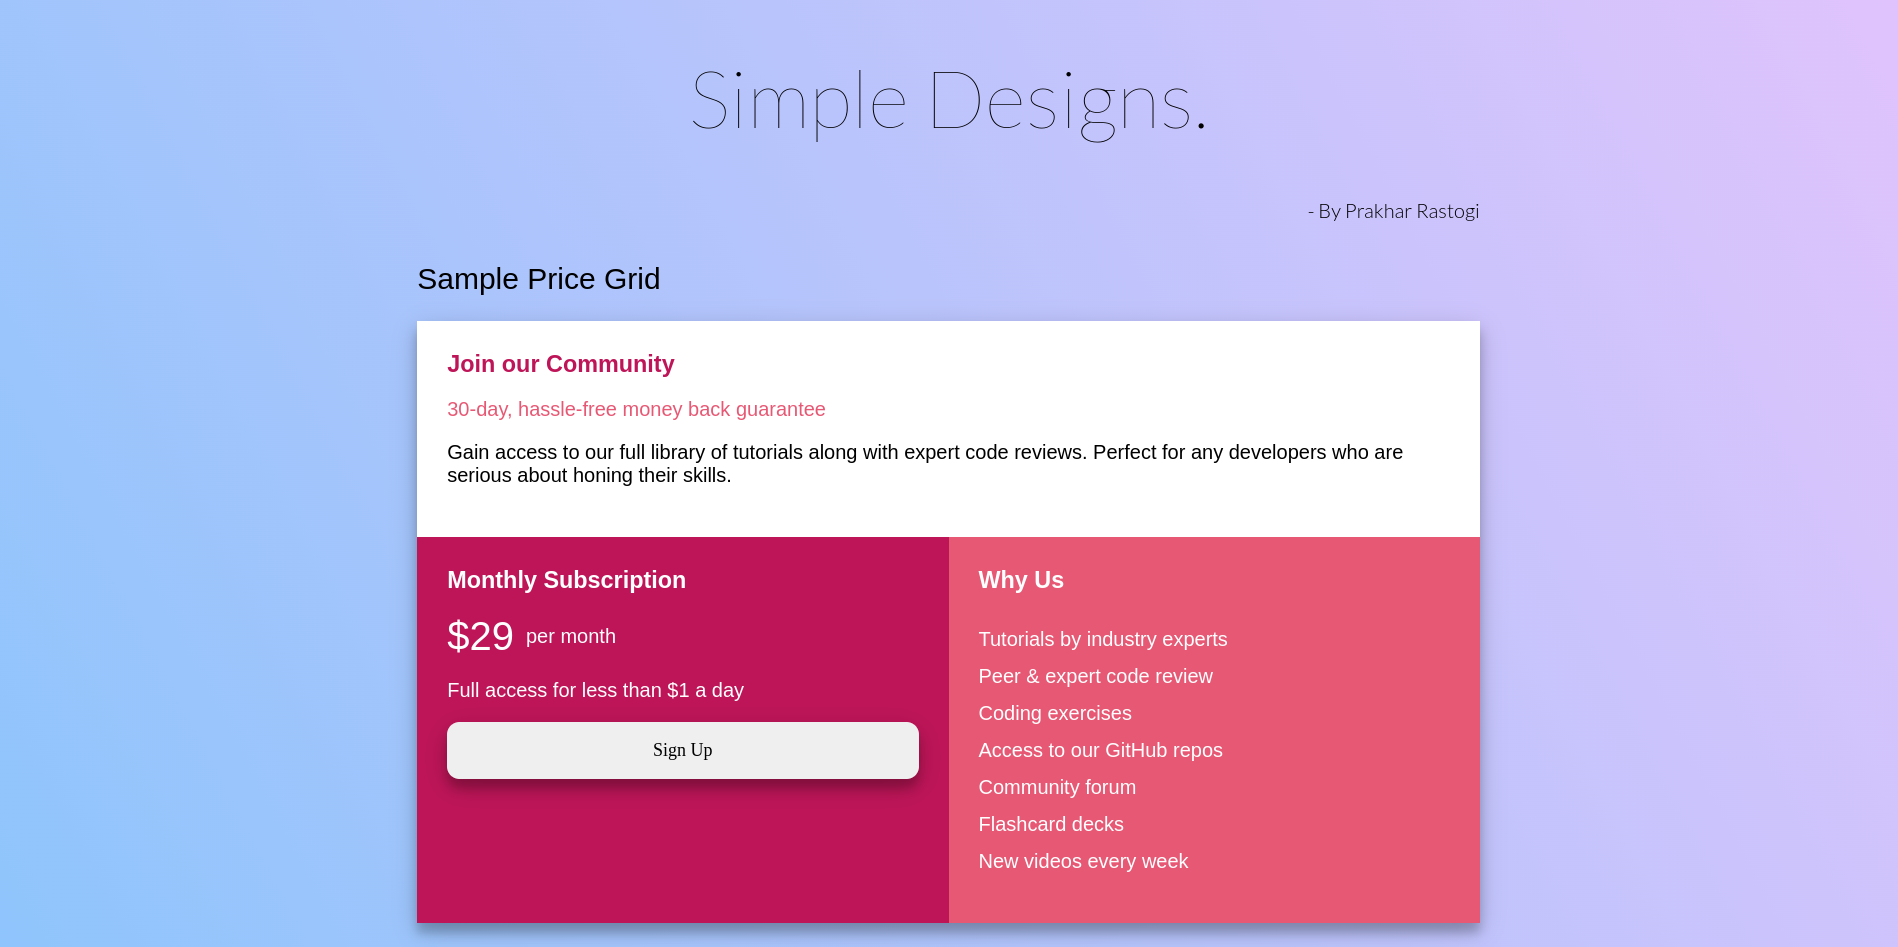 Simple Designs.
- By Prakhar Rastogi
Sample Price Grid
Join our Community
30-day, hassle-free money back guarantee
Gain access to our full library of tutorials along with expert code reviews. Perfect for any developers who are
serious about honing their skills.
Monthly Subscription
$29 per month
Full access for less than $1 a day
Sign Up
Why Us
Tutorials by industry experts
Peer & expert code review
Coding exercises
Access to our GitHub repos
Community forum
Flashcard decks
New videos every week